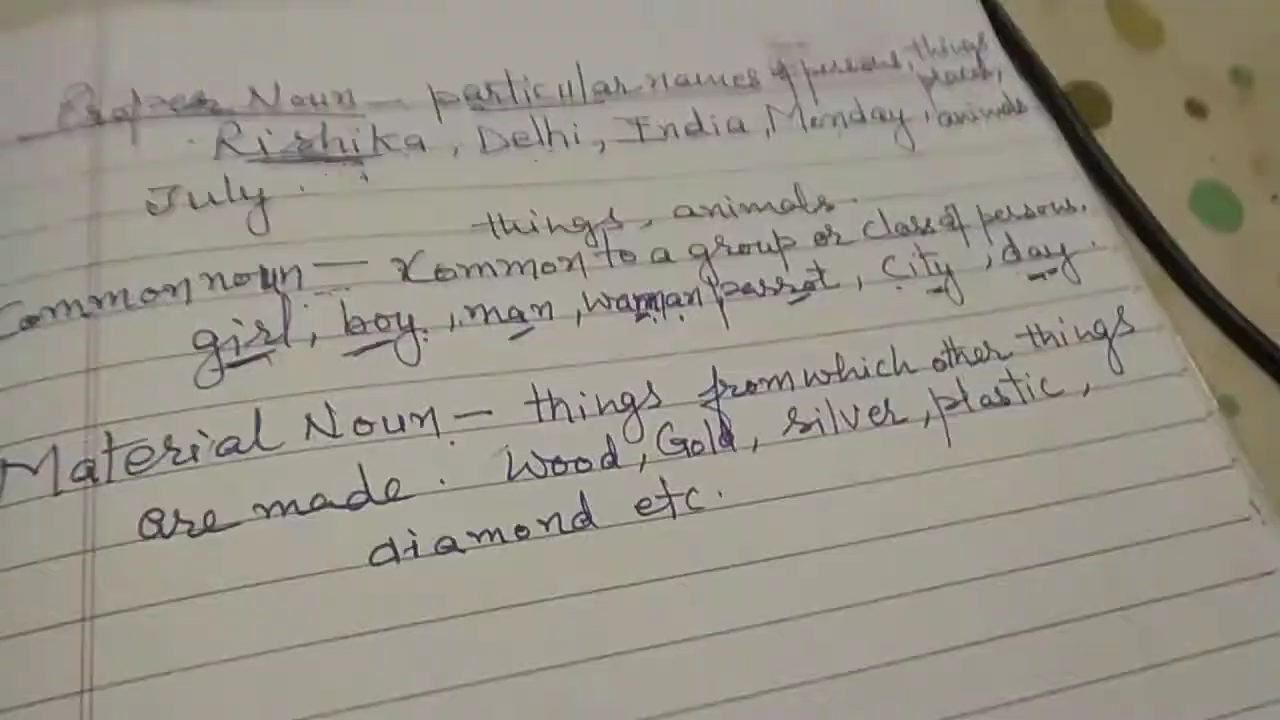 Proper Noun - particular names of persons, things
places,
Rishika, Delhi, India, Monday, animals
July.
things, animals.
Common noun - Common to a group or class of persons.
girl, boy, man, woman parrot, city, day.
Material Noun - things from which other things
are made. Wood, Gold, silver, plastic,
diamond etc.